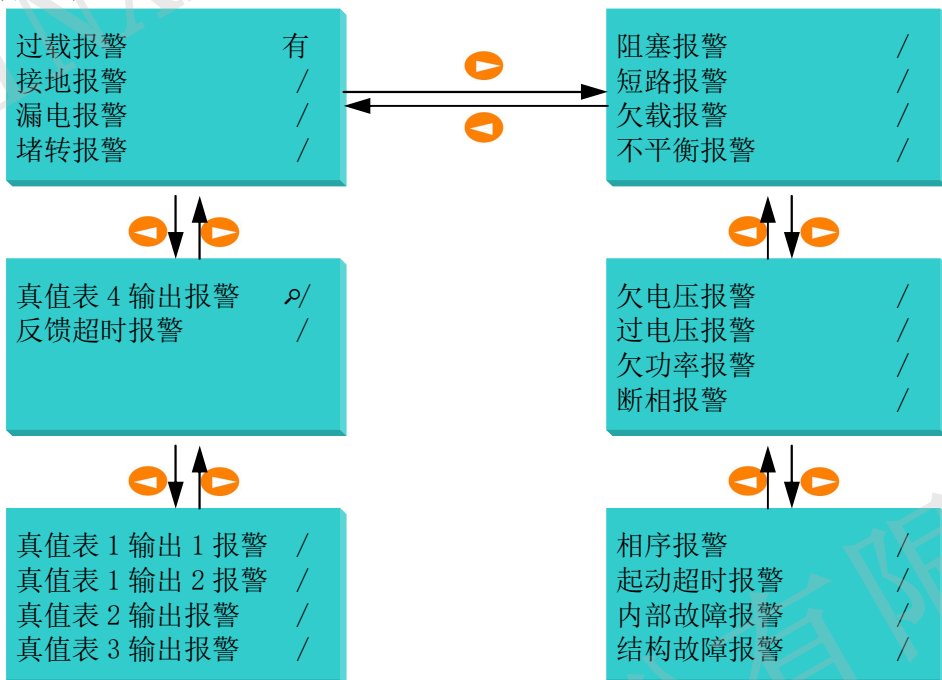 过载报警 有
接地报警 /
漏电报警 /
堵转报警 /
阻塞报警 /
短路报警 /
欠载报警 /
不平衡报警 /
真值表 4 输出报警 /
反馈超时报警 /
欠电压报警 /
过电压报警 /
欠功率报警 /
断相报警 /
真值表 1 输出 1 报警 /
真值表 1 输出 2 报警 /
真值表 2 输出报警 /
真值表 3 输出报警 /
相序报警 /
起动超时报警 /
内部故障报警 /
结构故障报警 /
有限